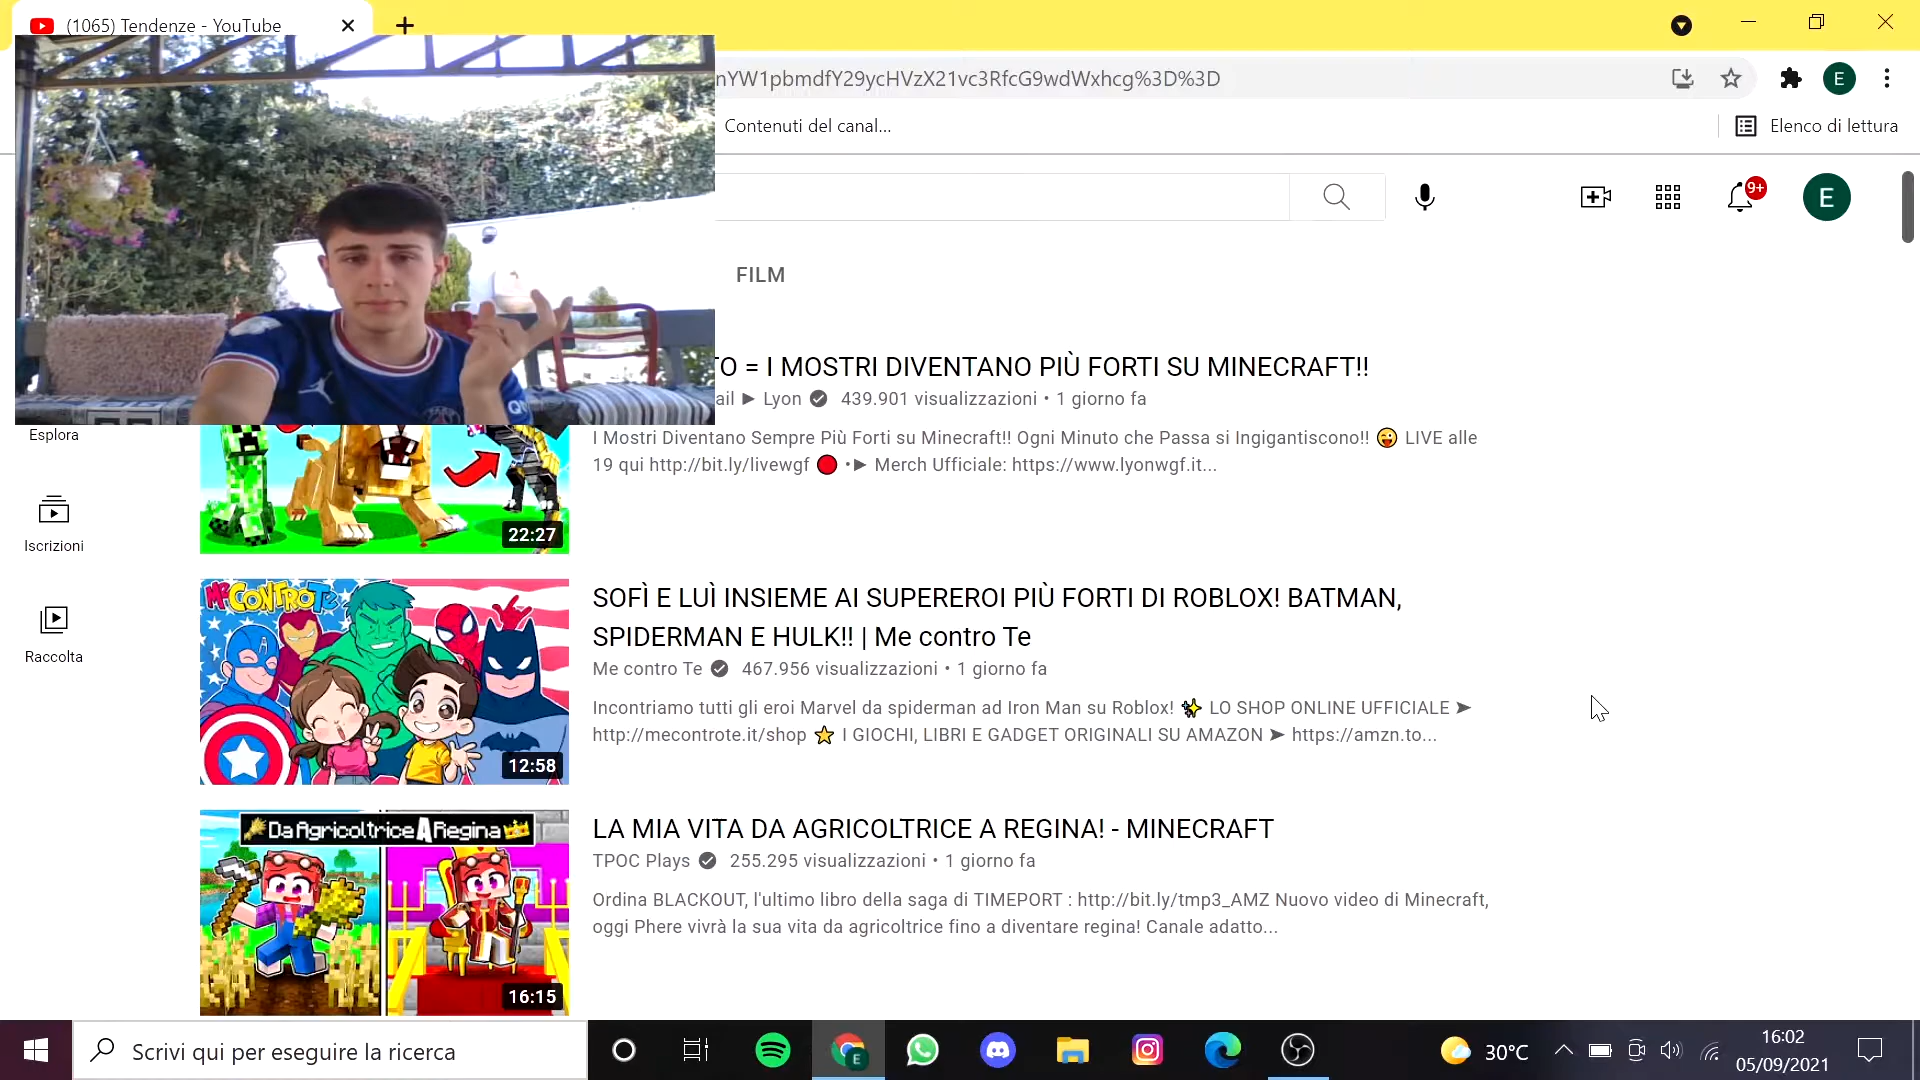 (1065) Tendenze - YouTube
nYW1pbmdfY29ycHVzX21vc3RfcG9wdWxhcg%3D%3D
E
Contenuti del canal...
Elenco di lettura
9+
E
FILM
TO = I MOSTRI DIVENTANO PIÙ FORTI SU MINECRAFT!!
ail ► Lyon 439.901 visualizzazioni • 1 giorno fa
I Mostri Diventano Sempre Più Forti su Minecraft!! Ogni Minuto che Passa si Ingigantiscono!! 😜 LIVE alle
19 qui http://bit.ly/livewgf 🔴 •► Merch Ufficiale: https://www.lyonwgf.it...
22:27
Esplora
Iscrizioni
Raccolta
Me CONTRO Te
12:58
SOFÌ E LUÌ INSIEME AI SUPEREROI PIÙ FORTI DI ROBLOX! BATMAN,
SPIDERMAN E HULK!! | Me contro Te
Me contro Te 467.956 visualizzazioni • 1 giorno fa
Incontriamo tutti gli eroi Marvel da spiderman ad Iron Man su Roblox! ✨ LO SHOP ONLINE UFFICIALE ➤
http://mecontrote.it/shop ⭐ I GIOCHI, LIBRI E GADGET ORIGINALI SU AMAZON ➤ https://amzn.to...
Da Agricoltrice A Regina
16:15
LA MIA VITA DA AGRICOLTRICE A REGINA! - MINECRAFT
TPOC Plays 255.295 visualizzazioni • 1 giorno fa
Ordina BLACKOUT, l'ultimo libro della saga di TIMEPORT : http://bit.ly/tmp3_AMZ Nuovo video di Minecraft,
oggi Phere vivrà la sua vita da agricoltrice fino a diventare regina! Canale adatto...
Scrivi qui per eseguire la ricerca
E
30°C
16:02
05/09/2021